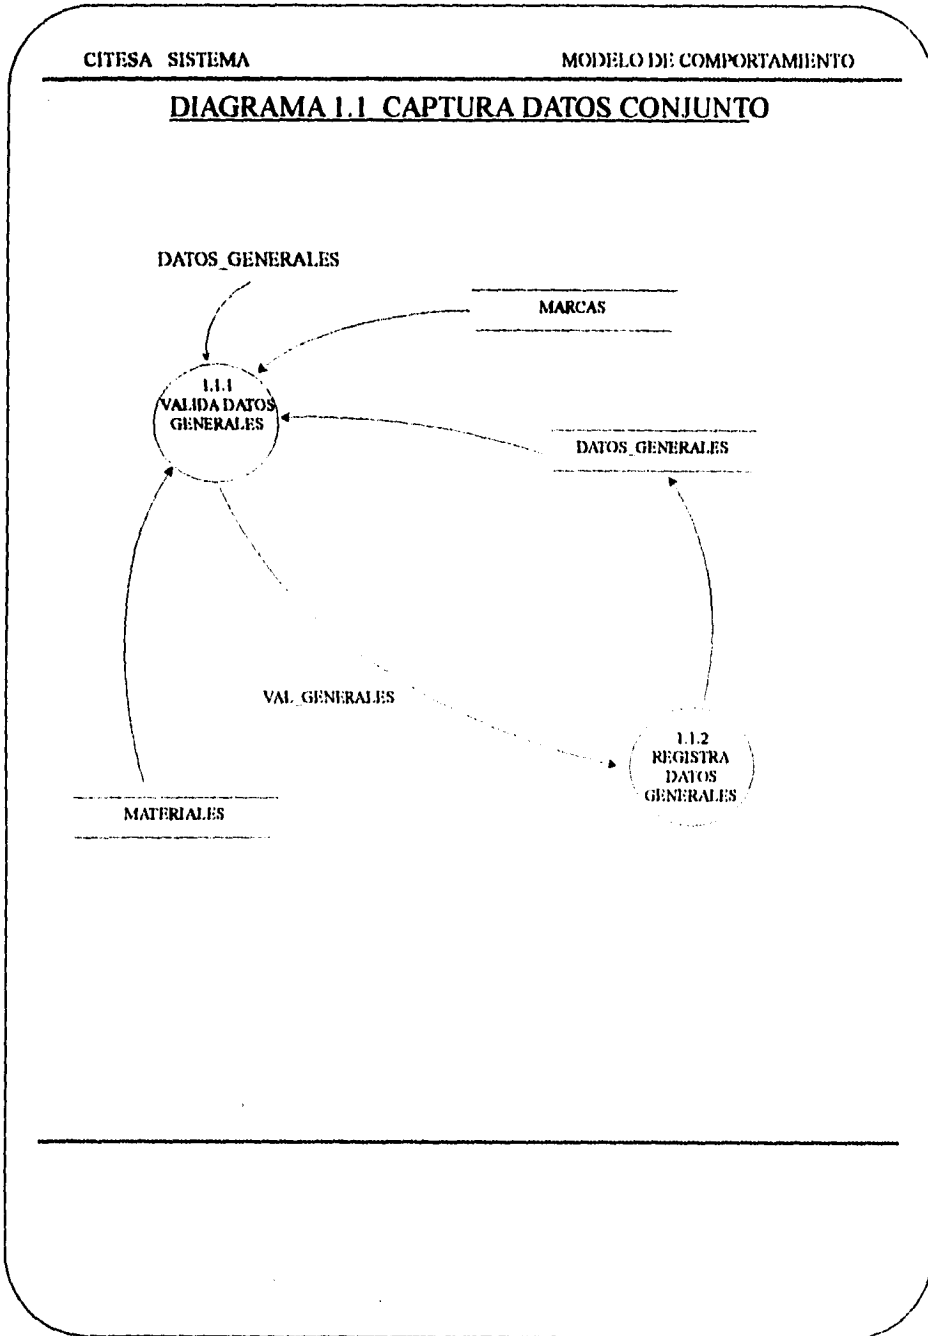 CITESA SISTEMA
MODELO DE COMPORTAMIENTO
DIAGRAMA 1.1 CAPTURA DATOS CONJUNTO
DATOS_GENERALES
MARCAS
1.1.1
VALIDA DATOS
GENERALES
DATOS_GENERALES
VAL_GENERALES
1.1.2
REGISTRA
DATOS
GENERALES
MATERIALES